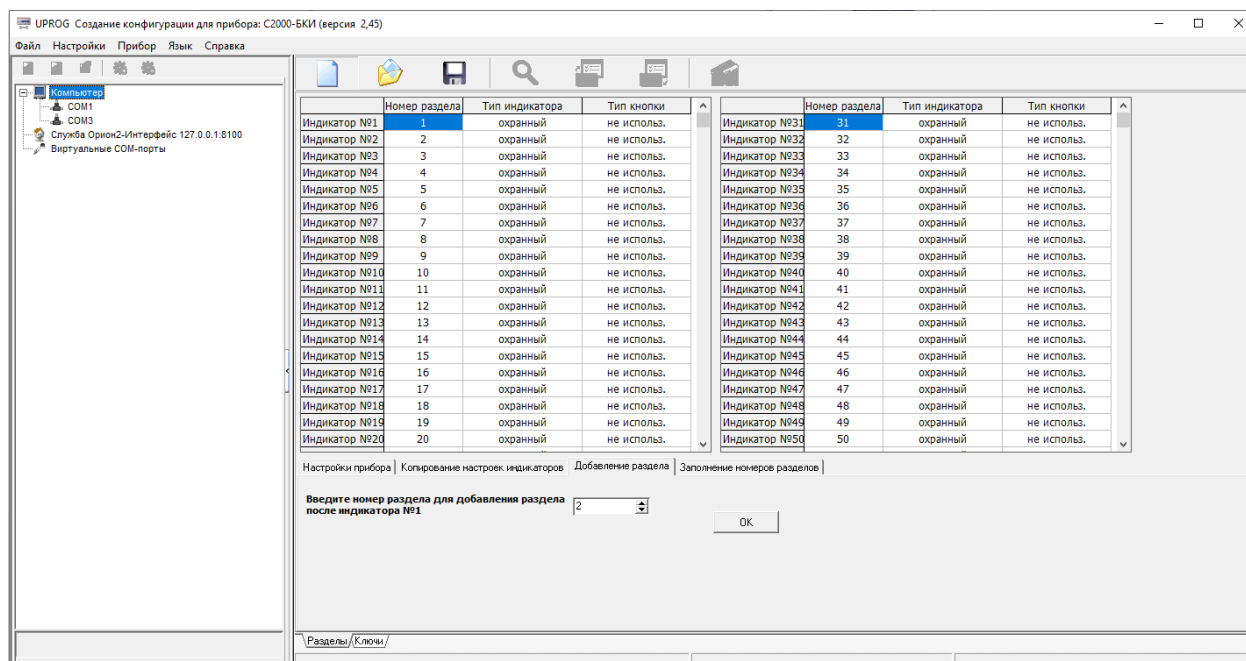 UPROG Создание конфигурации для прибора: С2000-БКИ (версия 2,45)
Файл Настройки Прибор Язык Справка
Компьютер
COM1
COM3
Служба Орион2-Интерфейс 127.0.0.1:8100
Виртуальные COM-порты
Номер раздела Тип индикатора Тип кнопки Номер раздела Тип индикатора Тип кнопки
Индикатор №1 1 охранный не использ. Индикатор №31 31 охранный не использ.
Индикатор №2 2 охранный не использ. Индикатор №32 32 охранный не использ.
Индикатор №3 3 охранный не использ. Индикатор №33 33 охранный не использ.
Индикатор №4 4 охранный не использ. Индикатор №34 34 охранный не использ.
Индикатор №5 5 охранный не использ. Индикатор №35 35 охранный не использ.
Индикатор №6 6 охранный не использ. Индикатор №36 36 охранный не использ.
Индикатор №7 7 охранный не использ. Индикатор №37 37 охранный не использ.
Индикатор №8 8 охранный не использ. Индикатор №38 38 охранный не использ.
Индикатор №9 9 охранный не использ. Индикатор №39 39 охранный не использ.
Индикатор №10 10 охранный не использ. Индикатор №40 40 охранный не использ.
Индикатор №11 11 охранный не использ. Индикатор №41 41 охранный не использ.
Индикатор №12 12 охранный не использ. Индикатор №42 42 охранный не использ.
Индикатор №13 13 охранный не использ. Индикатор №43 43 охранный не использ.
Индикатор №14 14 охранный не использ. Индикатор №44 44 охранный не использ.
Индикатор №15 15 охранный не использ. Индикатор №45 45 охранный не использ.
Индикатор №16 16 охранный не использ. Индикатор №46 46 охранный не использ.
Индикатор №17 17 охранный не использ. Индикатор №47 47 охранный не использ.
Индикатор №18 18 охранный не использ. Индикатор №48 48 охранный не использ.
Индикатор №19 19 охранный не использ. Индикатор №49 49 охранный не использ.
Индикатор №20 20 охранный не использ. Индикатор №50 50 охранный не использ.
Настройки прибора Копирование настроек индикаторов Добавление раздела Заполнение номеров разделов
Введите номер раздела для добавления раздела
после индикатора №1
2
OK
Разделы Ключи